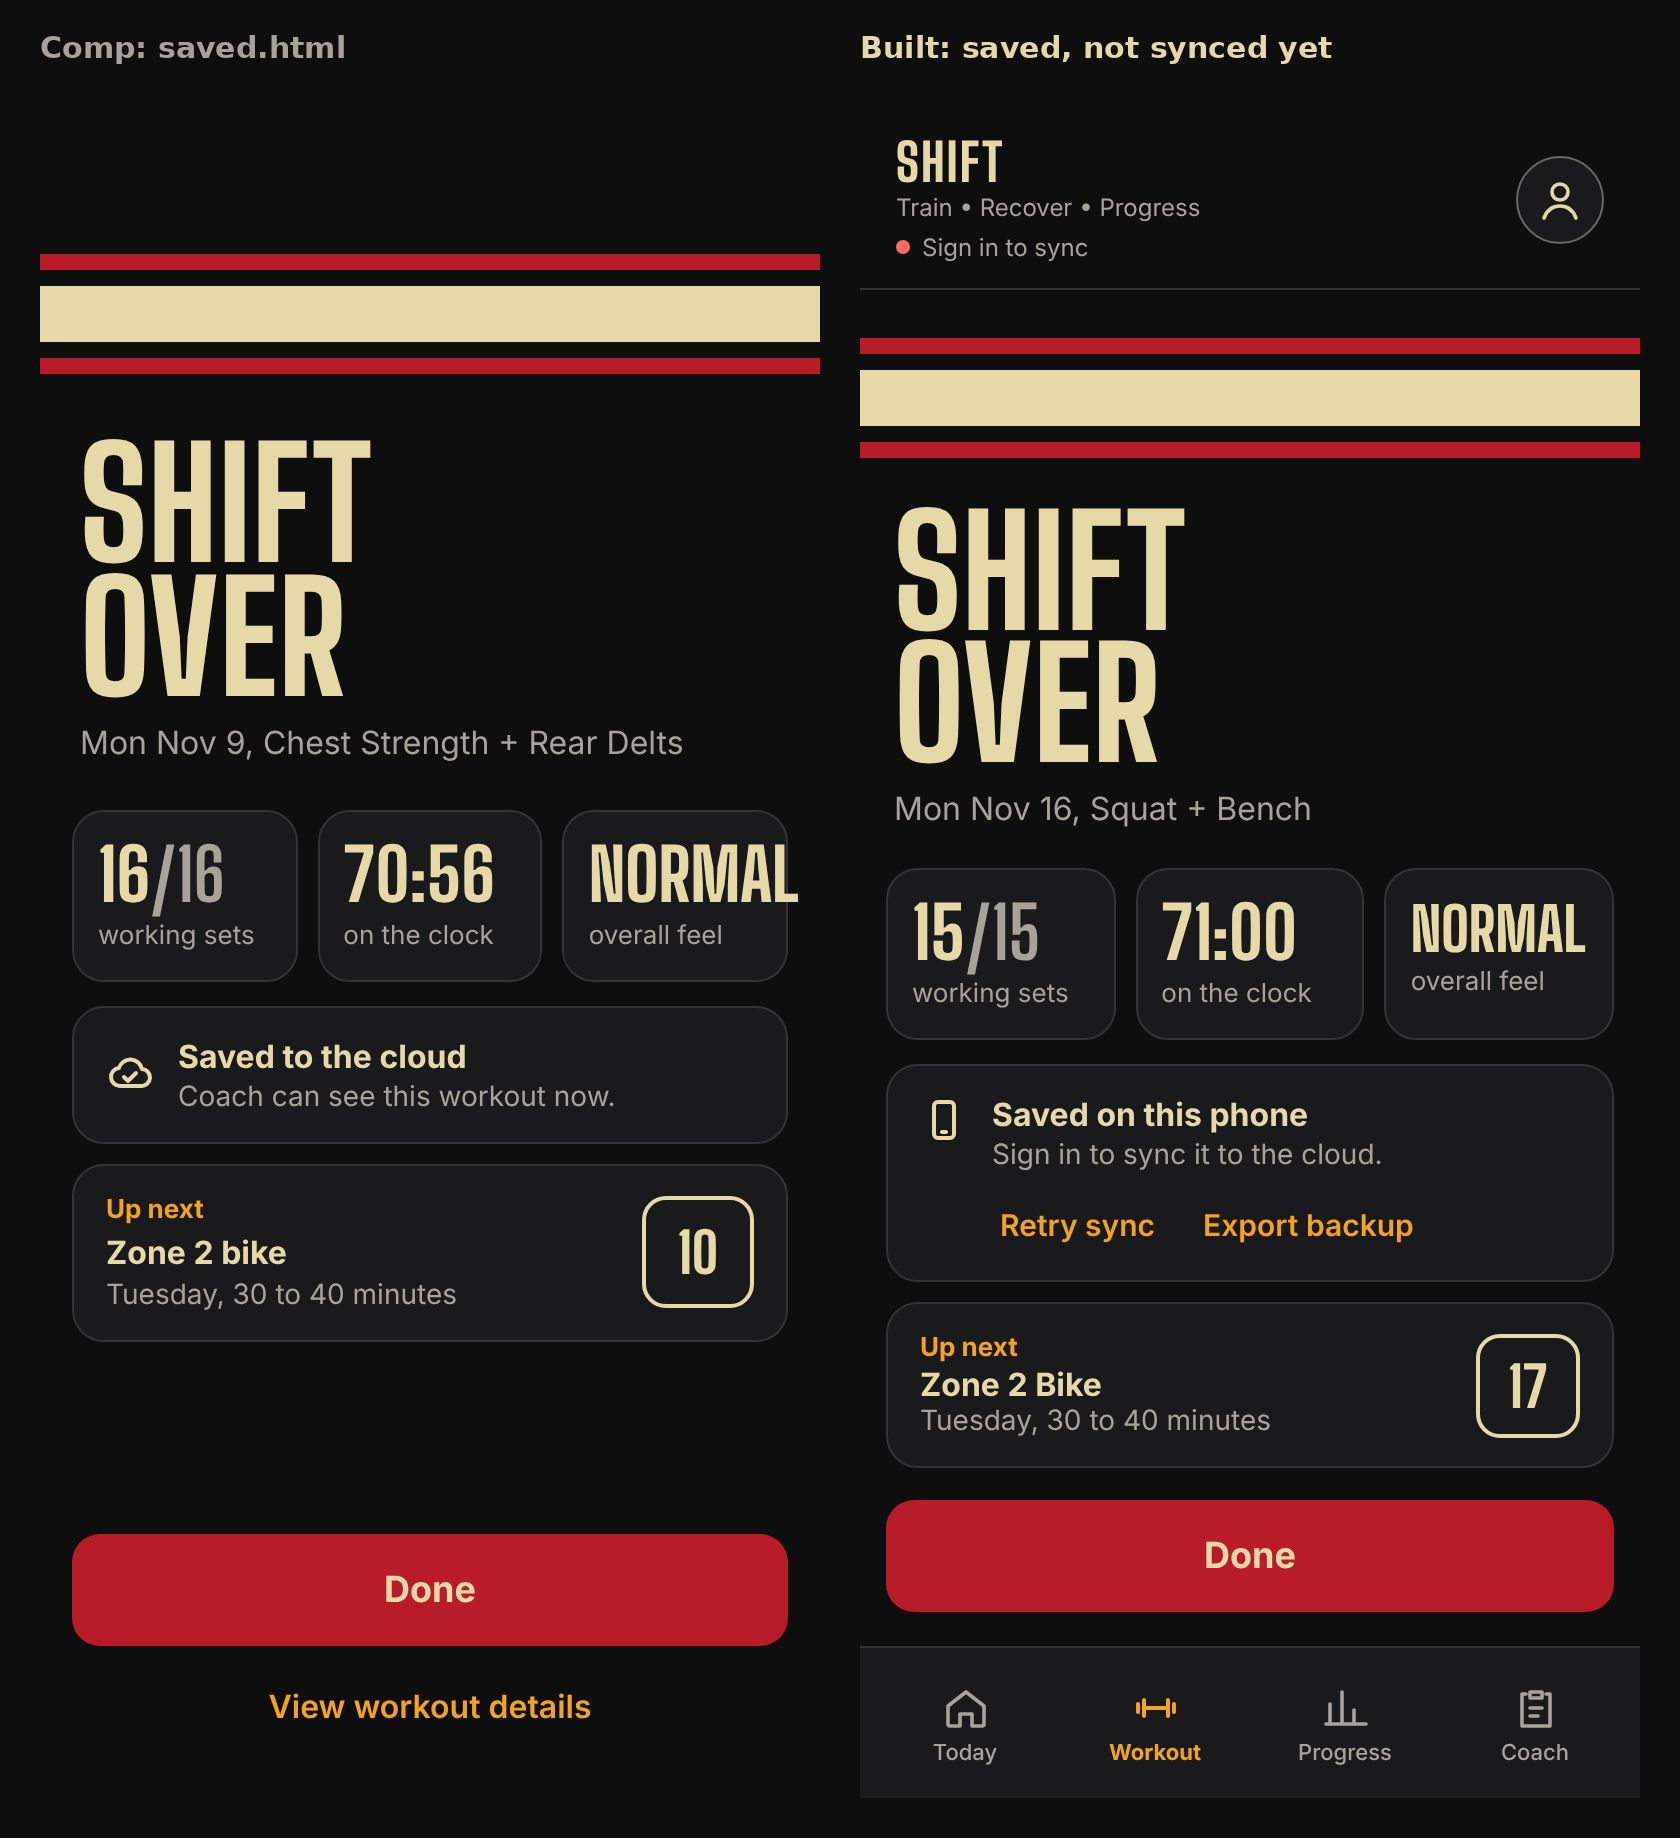 Comp: saved.html
SHIFT
OVER
Mon Nov 9, Chest Strength + Rear Delts
16/16
working sets
70:56
on the clock
NORMAL
overall feel
Saved to the cloud
Coach can see this workout now.
Up next
Zone 2 bike
Tuesday, 30 to 40 minutes
10
Done
View workout details
Built: saved, not synced yet
SHIFT
Train • Recover • Progress
Sign in to sync
SHIFT
OVER
Mon Nov 16, Squat + Bench
15/15
working sets
71:00
on the clock
NORMAL
overall feel
Saved on this phone
Sign in to sync it to the cloud.
Retry sync Export backup
Up next
Zone 2 Bike
Tuesday, 30 to 40 minutes
17
Done
Today Workout Progress Coach